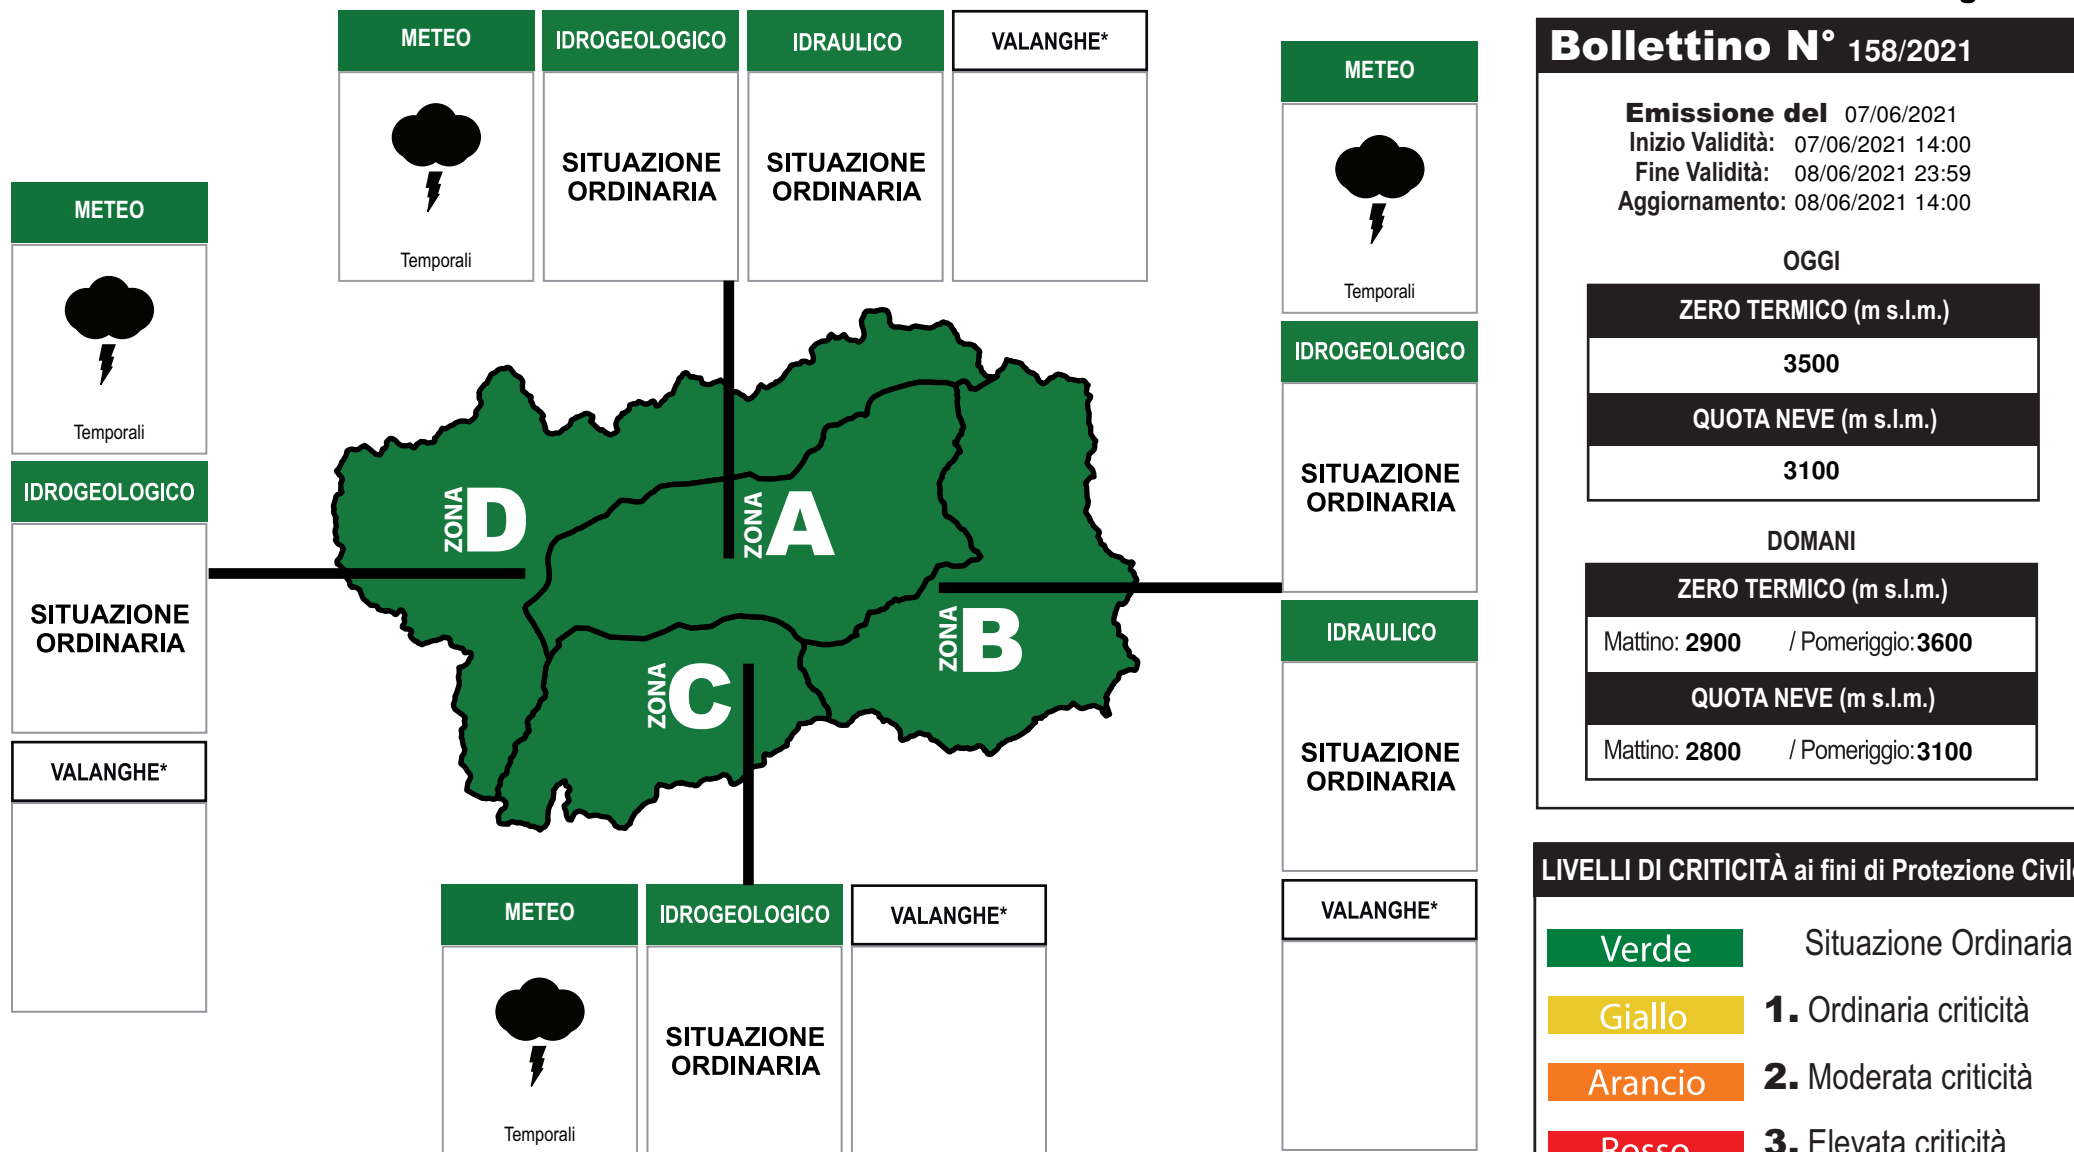 METEO
IDROGEOLOGICO
IDRAULICO
VALANGHE*
Temporali
SITUAZIONE
ORDINARIA
SITUAZIONE
ORDINARIA
METEO
Temporali
IDROGEOLOGICO
SITUAZIONE
ORDINARIA
VALANGHE*
ZONA D
ZONA A
ZONA B
ZONA C
METEO
Temporali
IDROGEOLOGICO
SITUAZIONE
ORDINARIA
IDRAULICO
SITUAZIONE
ORDINARIA
VALANGHE*
METEO
IDROGEOLOGICO
VALANGHE*
Temporali
SITUAZIONE
ORDINARIA
Bollettino N° 158/2021
Emissione del 07/06/2021
Inizio Validità: 07/06/2021 14:00
Fine Validità: 08/06/2021 23:59
Aggiornamento: 08/06/2021 14:00
OGGI
ZERO TERMICO (m s.l.m.)
3500
QUOTA NEVE (m s.l.m.)
3100
DOMANI
ZERO TERMICO (m s.l.m.)
Mattino: 2900 / Pomeriggio: 3600
QUOTA NEVE (m s.l.m.)
Mattino: 2800 / Pomeriggio: 3100
LIVELLI DI CRITICITÀ ai fini di Protezione Civile
Verde Situazione Ordinaria
Giallo 1. Ordinaria criticità
Arancio 2. Moderata criticità
Rosso 3. Elevata criticità